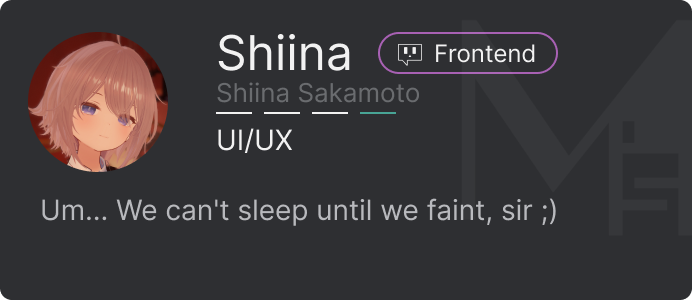 Shiina
Frontend
Shiina Sakamoto
UI/UX
Um... We can't sleep until we faint, sir ;)